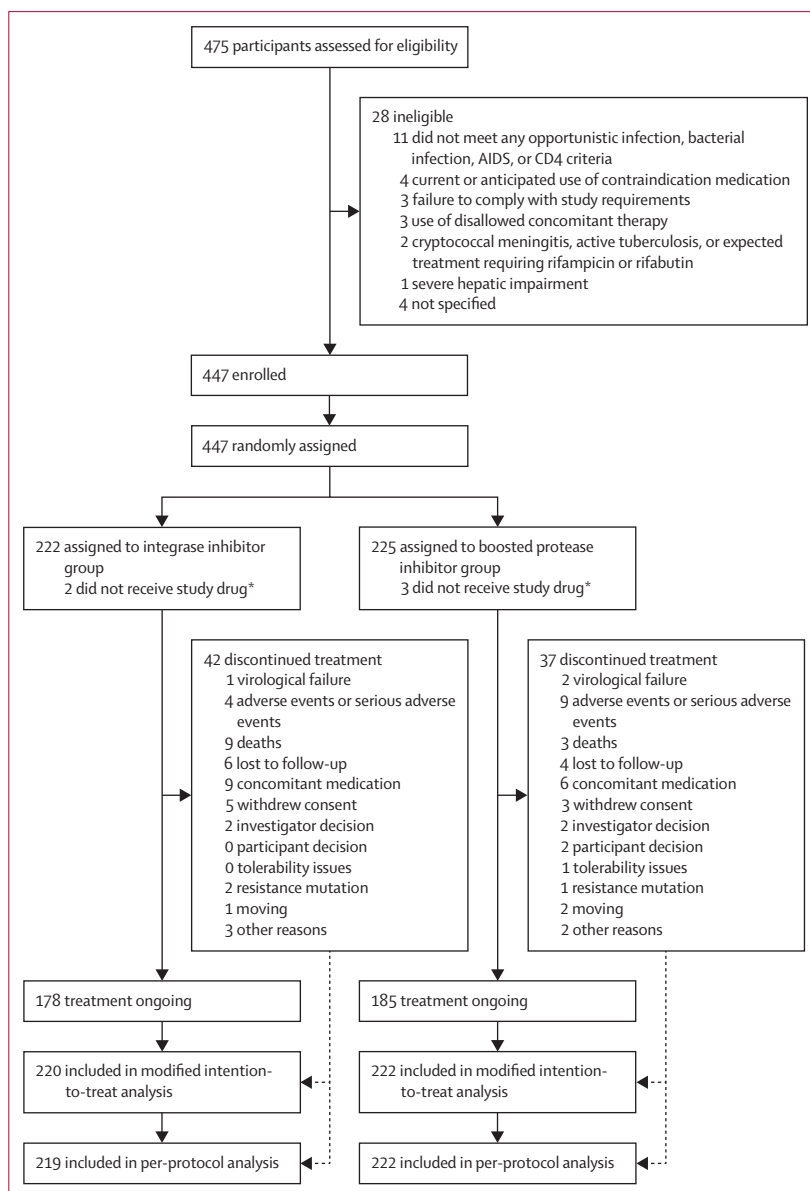 475 participants assessed for eligibility
28 ineligible
11 did not meet any opportunistic infection, bacterial
infection, AIDS, or CD4 criteria
4 current or anticipated use of contraindication medication
3 failure to comply with study requirements
3 use of disallowed concomitant therapy
2 cryptococcal meningitis, active tuberculosis, or expected
treatment requiring rifampicin or rifabutin
1 severe hepatic impairment
4 not specified
447 enrolled
447 randomly assigned
222 assigned to integrase inhibitor
group
2 did not receive study drug*
225 assigned to boosted protease
inhibitor group
3 did not receive study drug*
42 discontinued treatment
1 virological failure
4 adverse events or serious adverse
events
9 deaths
6 lost to follow-up
9 concomitant medication
5 withdrew consent
2 investigator decision
0 participant decision
0 tolerability issues
2 resistance mutation
1 moving
3 other reasons
37 discontinued treatment
2 virological failure
9 adverse events or serious adverse
events
3 deaths
4 lost to follow-up
6 concomitant medication
3 withdrew consent
2 investigator decision
2 participant decision
1 tolerability issues
1 resistance mutation
2 moving
2 other reasons
178 treatment ongoing
185 treatment ongoing
220 included in modified intention-
to-treat analysis
222 included in modified intention-
to-treat analysis
219 included in per-protocol analysis
222 included in per-protocol analysis